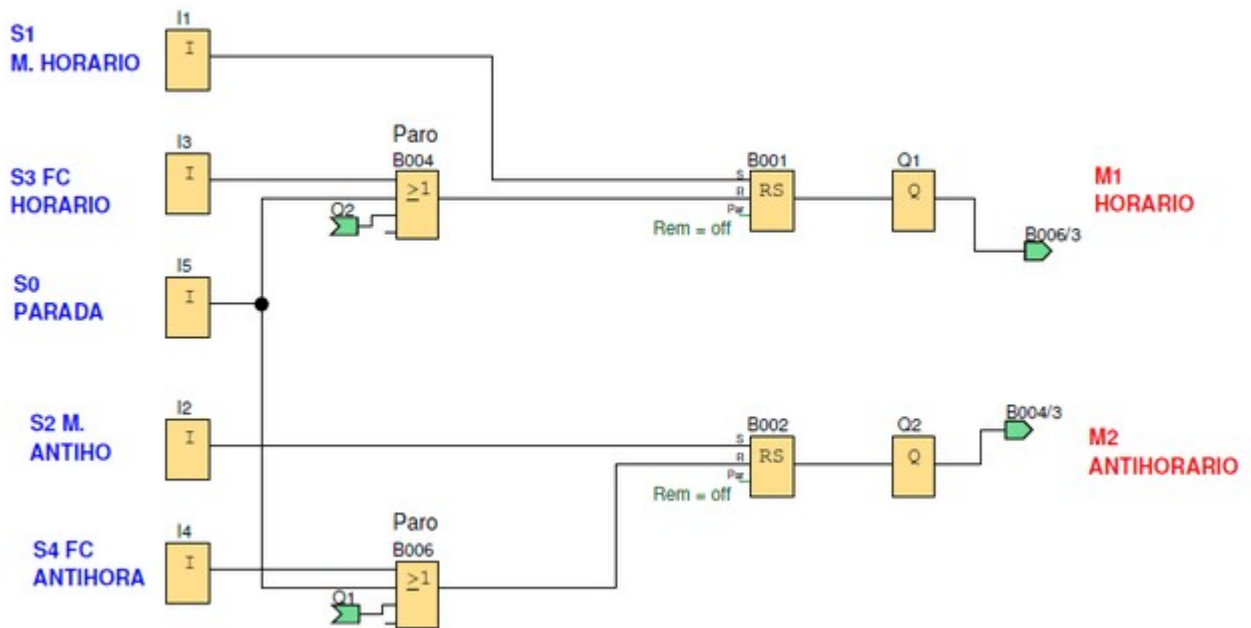 S1
M. HORARIO
I1
I
S3 FC
HORARIO
I3
I
Paro
B004
≥1
Q2
B001
S
R
Par
RS
Rem = off
Q1
Q
M1
HORARIO
B006/3
S0
PARADA
I5
I
S2 M.
ANTIHO
I2
I
B002
S
R
Par
RS
Rem = off
Q2
Q
B004/3
M2
ANTIHORARIO
S4 FC
ANTIHORA
I4
I
Paro
B006
≥1
Q1